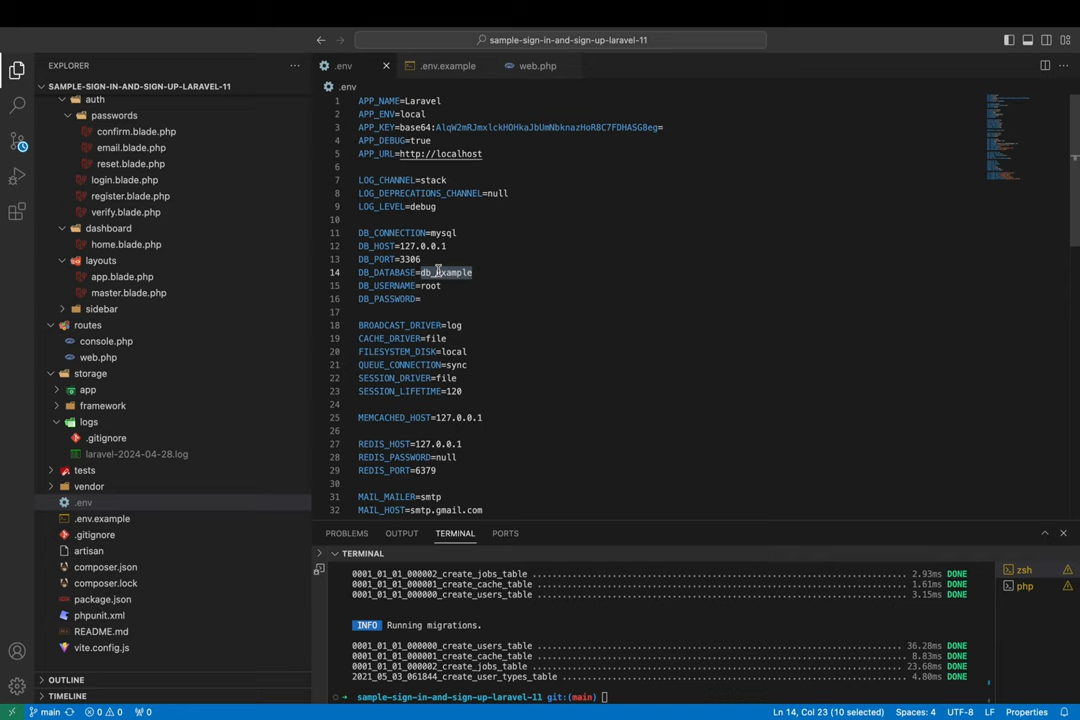 sample-sign-in-and-sign-up-laravel-11
EXPLORER
.env
.env.example
web.php
SAMPLE-SIGN-IN-AND-SIGN-UP-LARAVEL-11
.env
auth
passwords
confirm.blade.php
email.blade.php
reset.blade.php
login.blade.php
register.blade.php
verify.blade.php
dashboard
home.blade.php
layouts
app.blade.php
master.blade.php
sidebar
routes
console.php
web.php
storage
app
framework
logs
.gitignore
laravel-2024-04-28.log
tests
vendor
.env
.env.example
.gitignore
artisan
composer.json
composer.lock
package.json
phpunit.xml
README.md
vite.config.js
OUTLINE
TIMELINE
1 APP_NAME=Laravel
2 APP_ENV=local
3 APP_KEY=base64:AlqW2mRJmxlckHOHkaJbUmNbknazHoR8C7FDHASG8eg=
4 APP_DEBUG=true
5 APP_URL=http://localhost
6
7 LOG_CHANNEL=stack
8 LOG_DEPRECATIONS_CHANNEL=null
9 LOG_LEVEL=debug
10
11 DB_CONNECTION=mysql
12 DB_HOST=127.0.0.1
13 DB_PORT=3306
14 DB_DATABASE=db_example
15 DB_USERNAME=root
16 DB_PASSWORD=
17
18 BROADCAST_DRIVER=log
19 CACHE_DRIVER=file
20 FILESYSTEM_DISK=local
21 QUEUE_CONNECTION=sync
22 SESSION_DRIVER=file
23 SESSION_LIFETIME=120
24
25 MEMCACHED_HOST=127.0.0.1
26
27 REDIS_HOST=127.0.0.1
28 REDIS_PASSWORD=null
29 REDIS_PORT=6379
30
31 MAIL_MAILER=smtp
32 MAIL_HOST=smtp.gmail.com
PROBLEMS OUTPUT TERMINAL PORTS
TERMINAL
0001_01_01_000002_create_jobs_table 2.93ms DONE
0001_01_01_000001_create_cache_table 1.61ms DONE
0001_01_01_000000_create_users_table 3.15ms DONE
INFO Running migrations.
0001_01_01_000000_create_users_table 36.28ms DONE
0001_01_01_000001_create_cache_table 8.83ms DONE
0001_01_01_000002_create_jobs_table 23.68ms DONE
2021_05_03_061844_create_user_types_table 4.80ms DONE
sample-sign-in-and-sign-up-laravel-11 git:(main)
zsh
php
main 0 0 0 Ln 14, Col 23 (10 selected) Spaces: 4 UTF-8 LF Properties